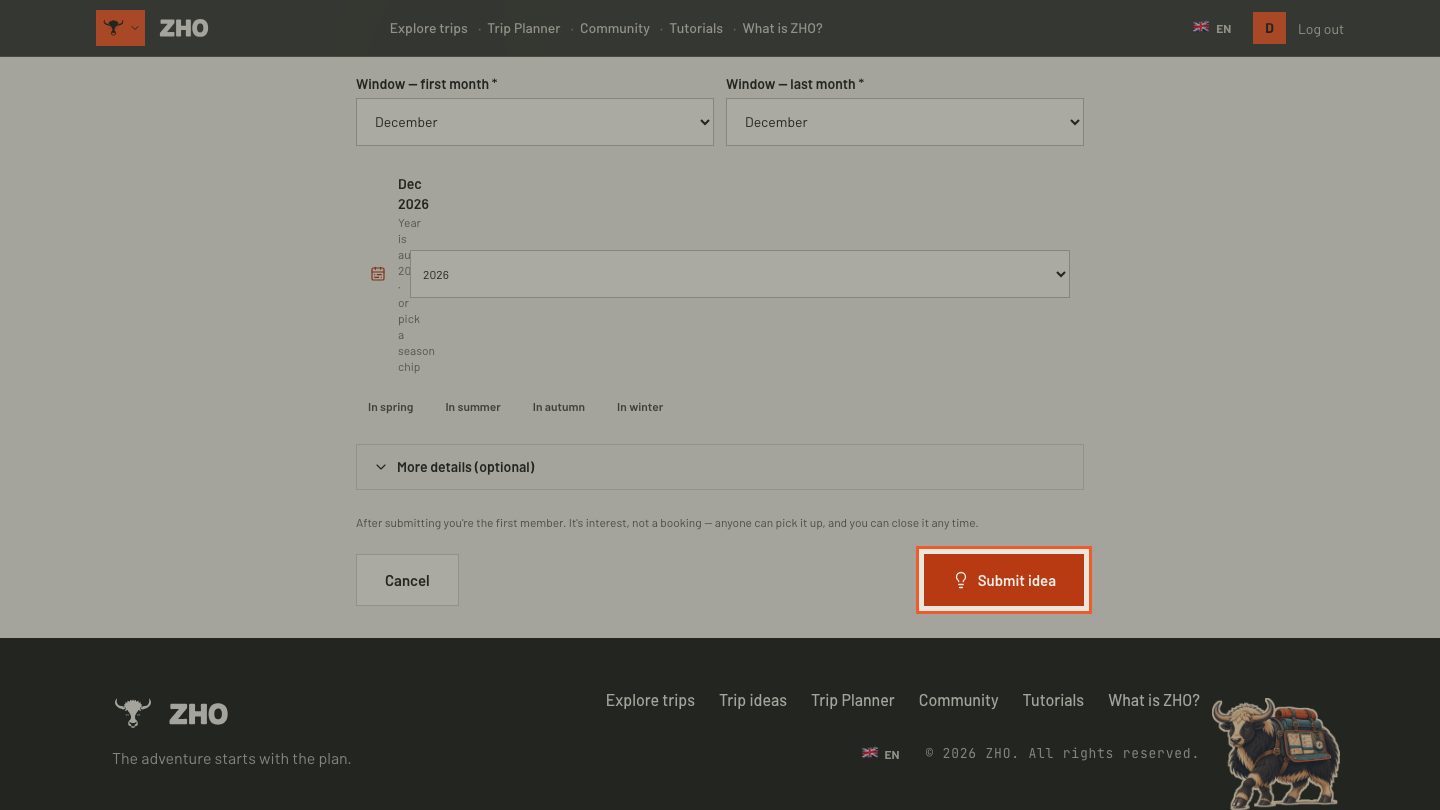 ZHO
Explore trips · Trip Planner · Community · Tutorials · What is ZHO?
EN
D
Log out
Window — first month *
Window — last month *
December
December
Dec
2026
Year
is
au
20
·
or
pick
a
season
chip
2026
In spring
In summer
In autumn
In winter
More details (optional)
After submitting you're the first member. It's interest, not a booking — anyone can pick it up, and you can close it any time.
Cancel
Submit idea
ZHO
The adventure starts with the plan.
Explore trips
Trip ideas
Trip Planner
Community
Tutorials
What is ZHO?
EN
© 2026 ZHO. All rights reserved.